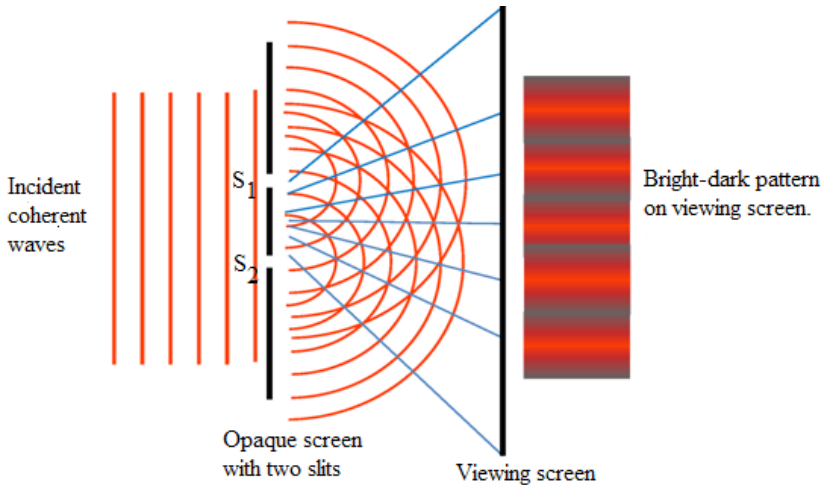 Incident
coherent
waves
S1
S2
Opaque screen
with two slits
Viewing screen
Bright-dark pattern
on viewing screen.